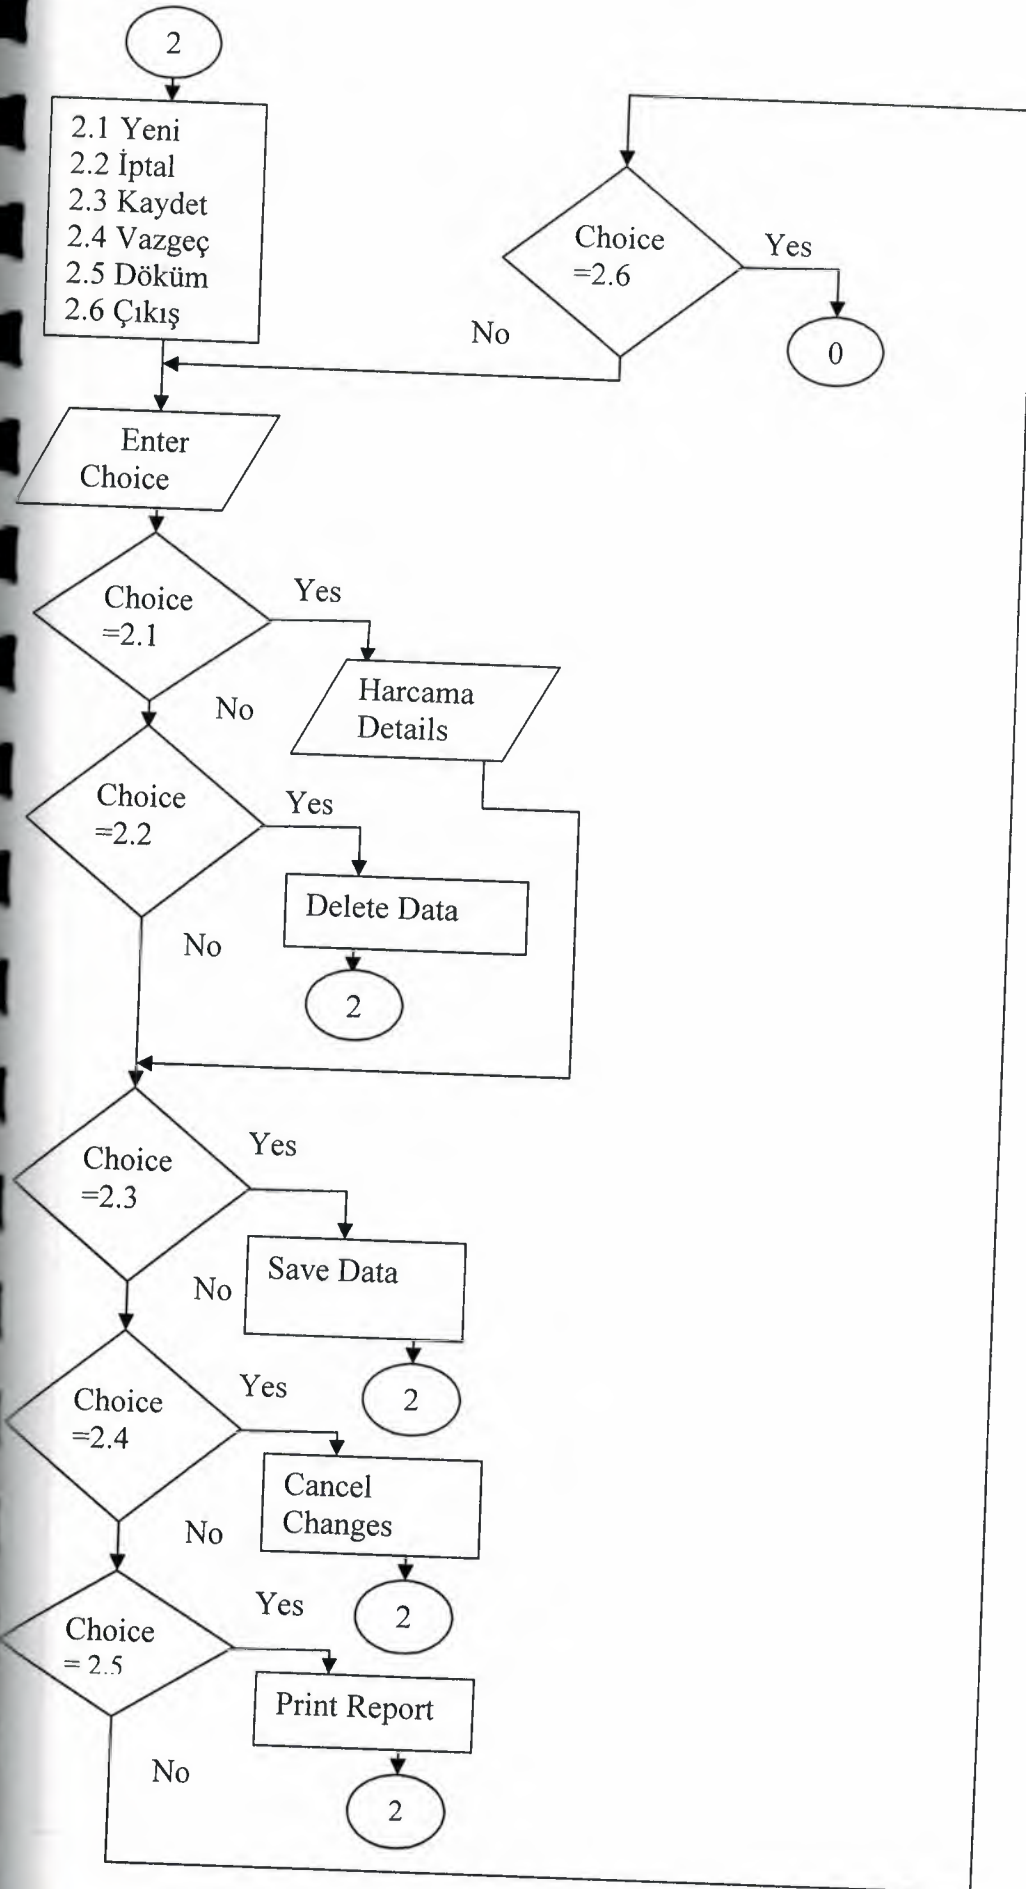 2
2.1 Yeni
2.2 İptal
2.3 Kaydet
2.4 Vazgeç
2.5 Döküm
2.6 Çıkış
Choice
=2.6
Yes
No
0
Enter
Choice
Choice
=2.1
Yes
No
Harcama
Details
Choice
=2.2
Yes
No
Delete Data
2
Choice
=2.3
Yes
No
Save Data
2
Choice
=2.4
Yes
No
Cancel
Changes
2
Choice
= 2.5
Yes
No
Print Report
2